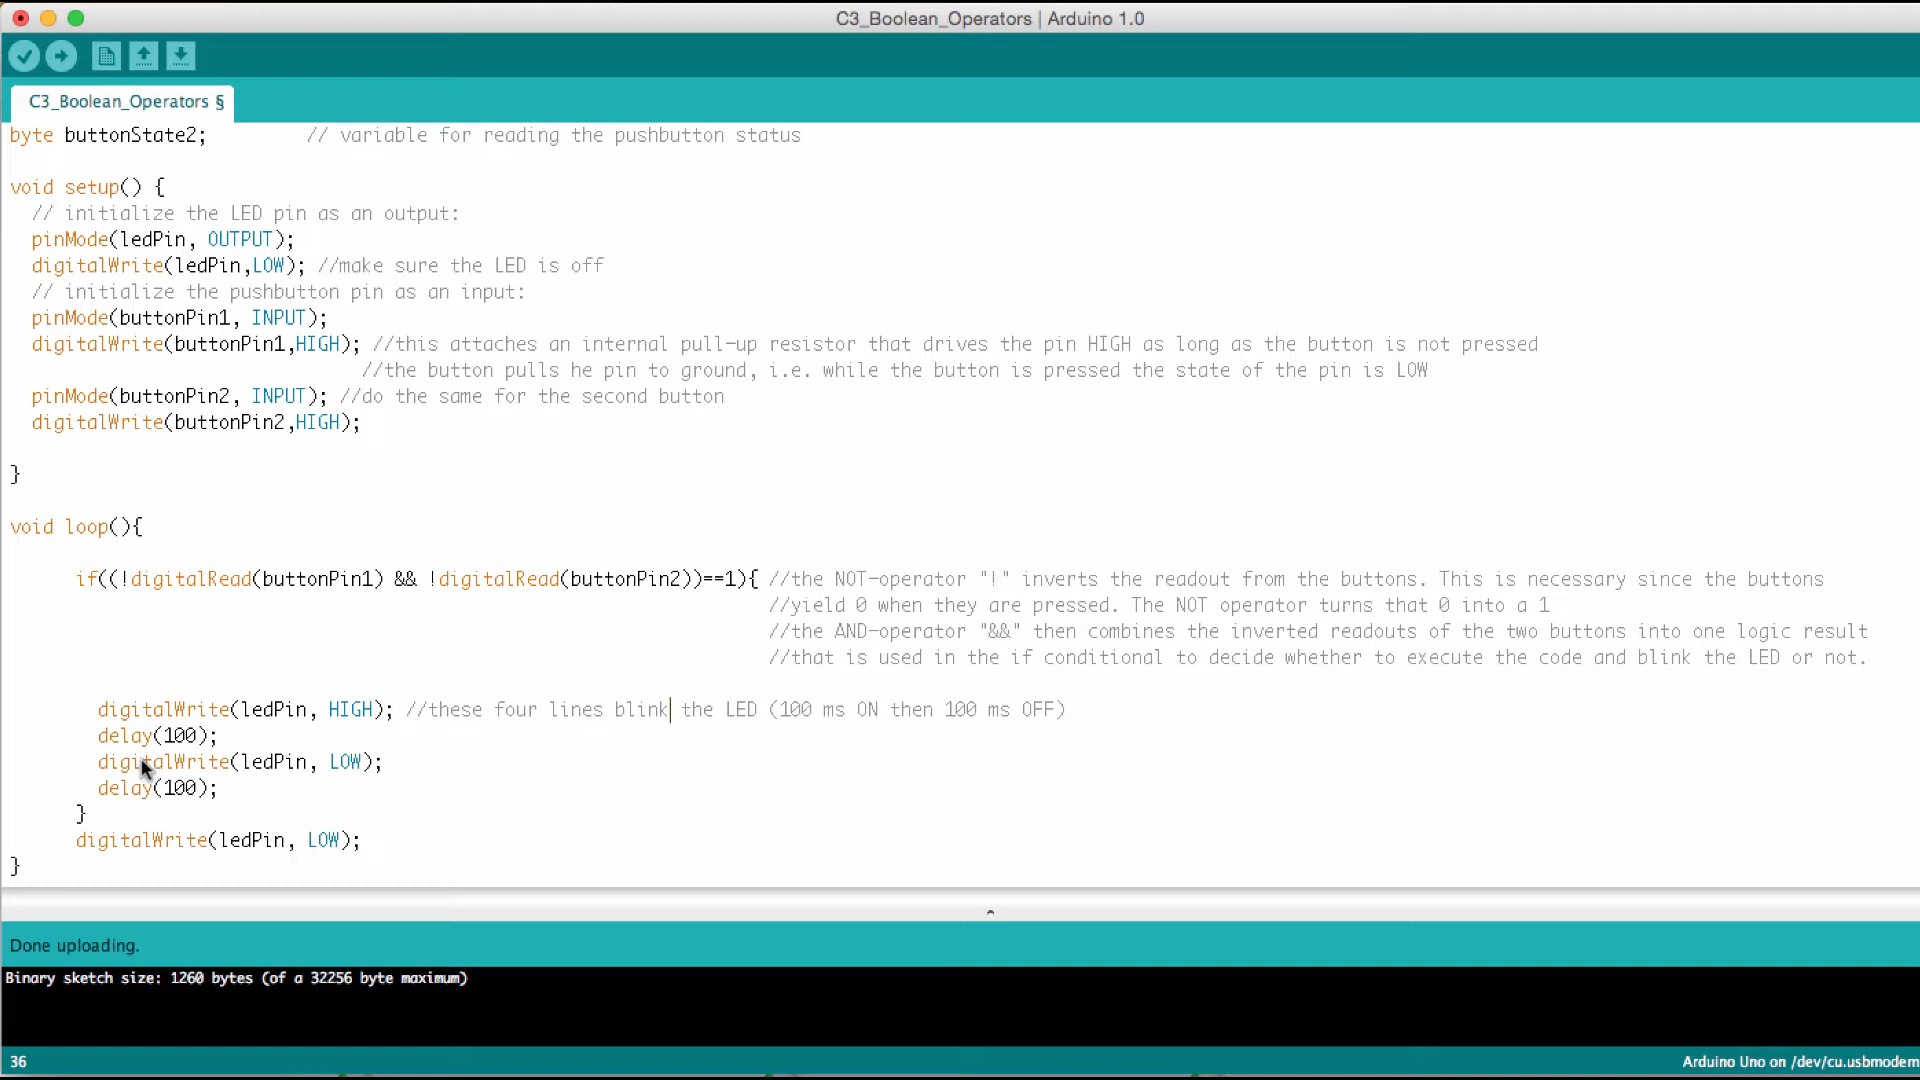 C3_Boolean_Operators | Arduino 1.0
C3_Boolean_Operators §
byte buttonState2; // variable for reading the pushbutton status
void setup() {
// initialize the LED pin as an output:
pinMode(ledPin, OUTPUT);
digitalWrite(ledPin,LOW); //make sure the LED is off
// initialize the pushbutton pin as an input:
pinMode(buttonPin1, INPUT);
digitalWrite(buttonPin1,HIGH); //this attaches an internal pull-up resistor that drives the pin HIGH as long as the button is not pressed
//the button pulls he pin to ground, i.e. while the button is pressed the state of the pin is LOW
pinMode(buttonPin2, INPUT); //do the same for the second button
digitalWrite(buttonPin2,HIGH);
}
void loop(){
if((!digitalRead(buttonPin1) && !digitalRead(buttonPin2))==1){ //the NOT-operator "!" inverts the readout from the buttons. This is necessary since the buttons
//yield 0 when they are pressed. The NOT operator turns that 0 into a 1
//the AND-operator "&&" then combines the inverted readouts of the two buttons into one logic result
//that is used in the if conditional to decide whether to execute the code and blink the LED or not.
digitalWrite(ledPin, HIGH); //these four lines blink the LED (100 ms ON then 100 ms OFF)
delay(100);
digitalWrite(ledPin, LOW);
delay(100);
}
digitalWrite(ledPin, LOW);
}
Done uploading.
Binary sketch size: 1260 bytes (of a 32256 byte maximum)
36
Arduino Uno on /dev/cu.usbmodem